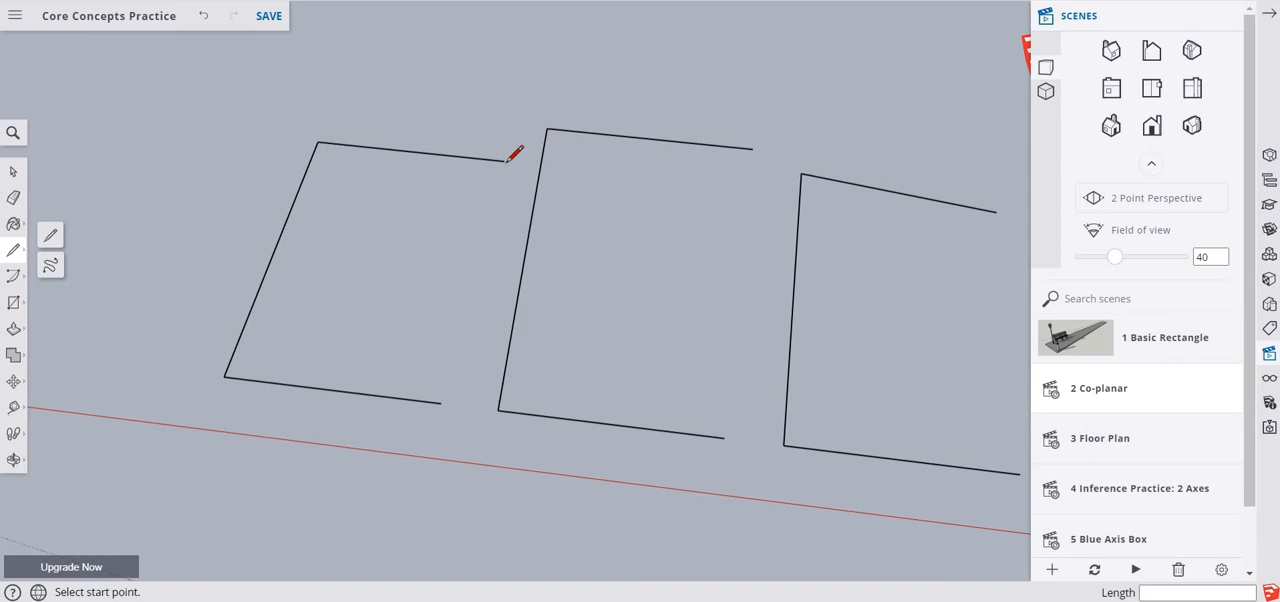 Core Concepts Practice
SAVE
SCENES
2 Point Perspective
Field of view
40
Search scenes
1 Basic Rectangle
2 Co-planar
3 Floor Plan
4 Inference Practice: 2 Axes
5 Blue Axis Box
Upgrade Now
Select start point.
Length